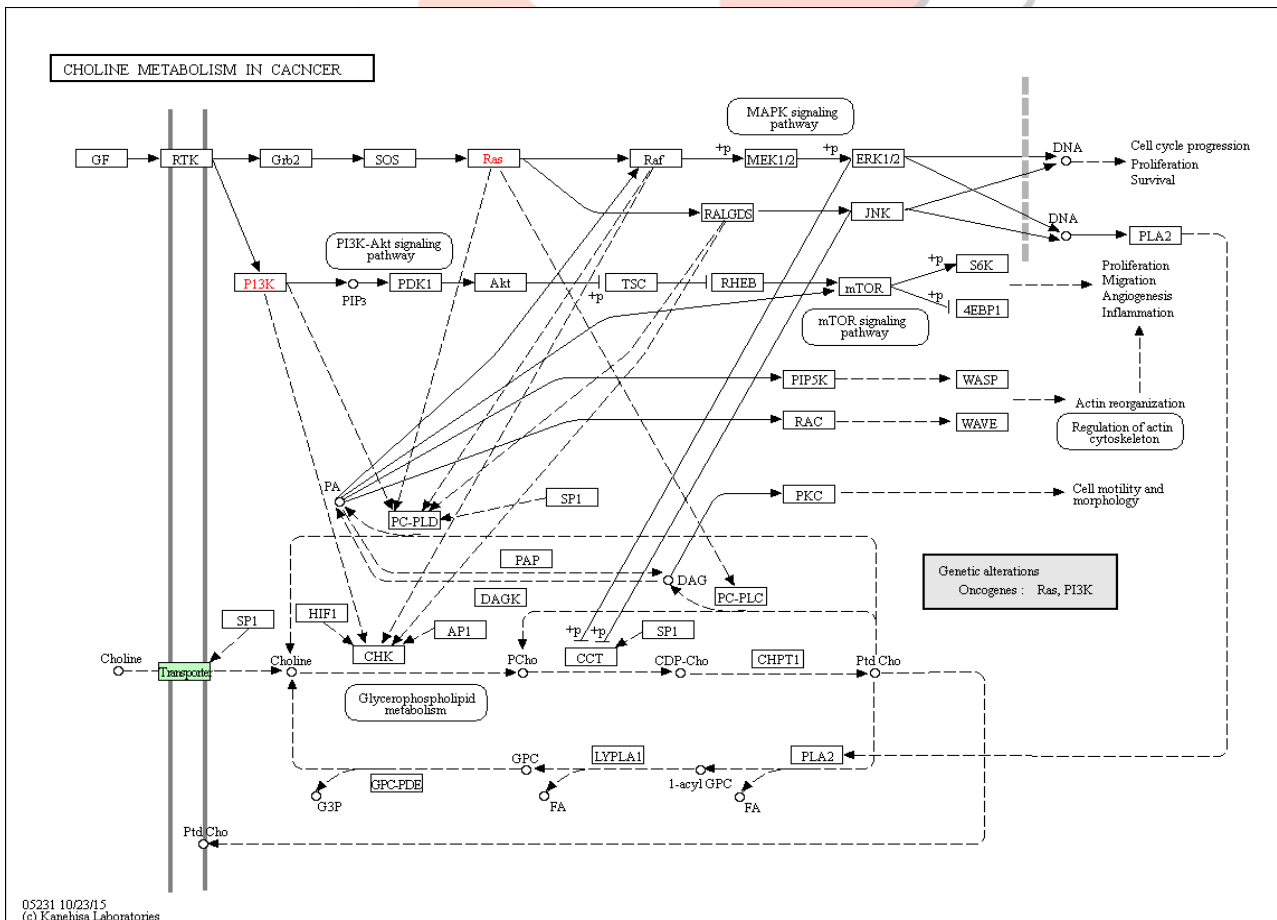 CHOLINE METABOLISM IN CACNCER
MAPK signaling
pathway
GF
RTK
Grb2
SOS
Ras
Raf
+p
MEK1/2
+p
ERK1/2
DNA
Cell cycle progression
Proliferation
Survival
RALGDS
JNK
DNA
PLA2
PI3K-Akt signaling
pathway
P13K
PIP3
PDK1
Akt
+p
TSC
RHEB
mTOR
+p
S6K
+p
4EBP1
mTOR signaling
pathway
Proliferation
Migration
Angiogenesis
Inflammation
PIP5K
WASP
RAC
WAVE
Actin reorganization
Regulation of actin
cytoskeleton
PA
PC-PLD
SP1
PKC
Cell motility and
morphology
PAP
DAG
DAGK
PC-PLC
Genetic alterations
Oncogenes : Ras, PI3K
SP1
HIF1
AP1
CHK
+p
+p
SP1
CCT
Choline
Transporter
Choline
PCho
CDP-Cho
CHPT1
Ptd Cho
Glycerophospholipid
metabolism
GPC
LYPLA1
1-acyl GPC
PLA2
GPC-PDE
G3P
FA
FA
Ptd Cho
05231 10/23/15
(c) Kanehisa Laboratories